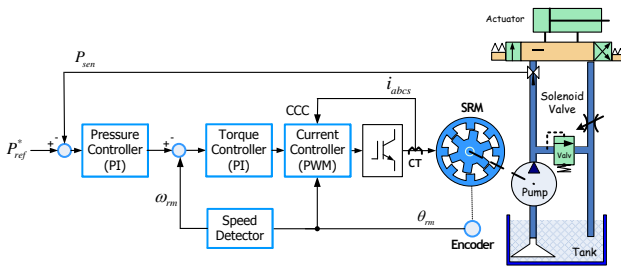 Actuator
P_sen
i_abcs
SRM
Solenoid
Valve
CCC
P*_ref
+
-
Pressure
Controller
(PI)
+
-
Torque
Controller
(PI)
Current
Controller
(PWM)
CT
Valv
Pump
ω_rm
Speed
Detector
θ_rm
Encoder
Tank